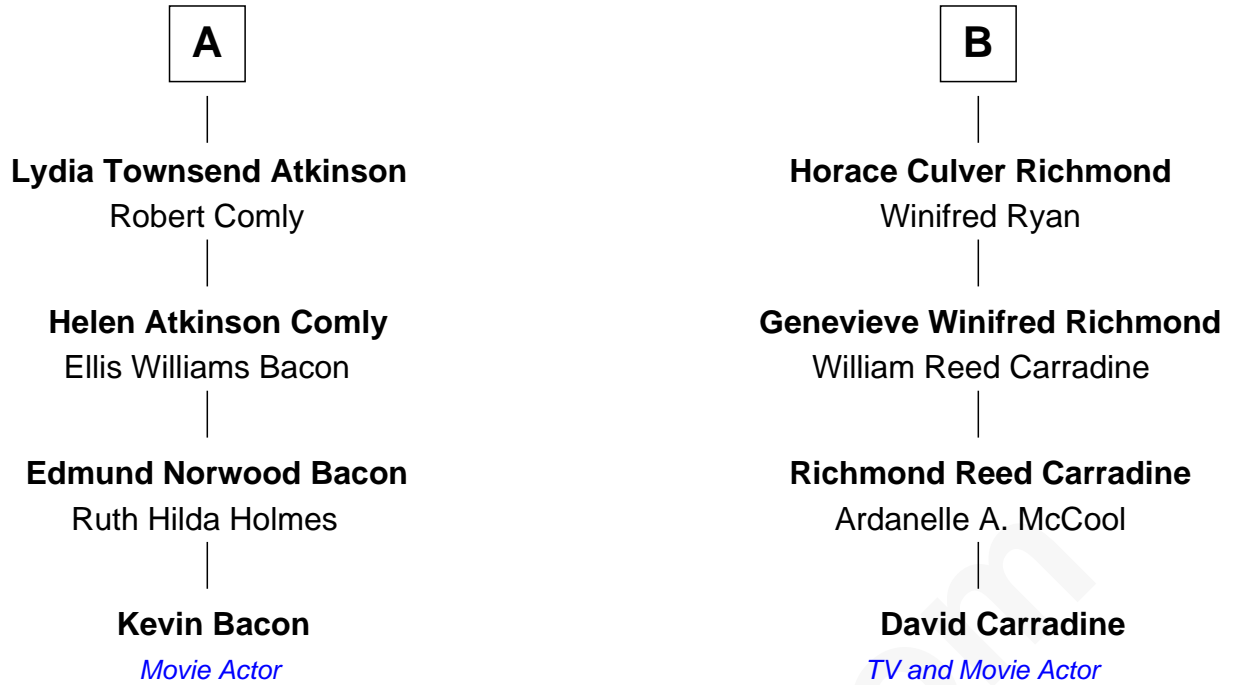 A
Lydia Townsend Atkinson
Robert Comly
Helen Atkinson Comly
Ellis Williams Bacon
Edmund Norwood Bacon
Ruth Hilda Holmes
Kevin Bacon
Movie Actor
B
Horace Culver Richmond
Winifred Ryan
Genevieve Winifred Richmond
William Reed Carradine
Richmond Reed Carradine
Ardanelle A. McCool
David Carradine
TV and Movie Actor